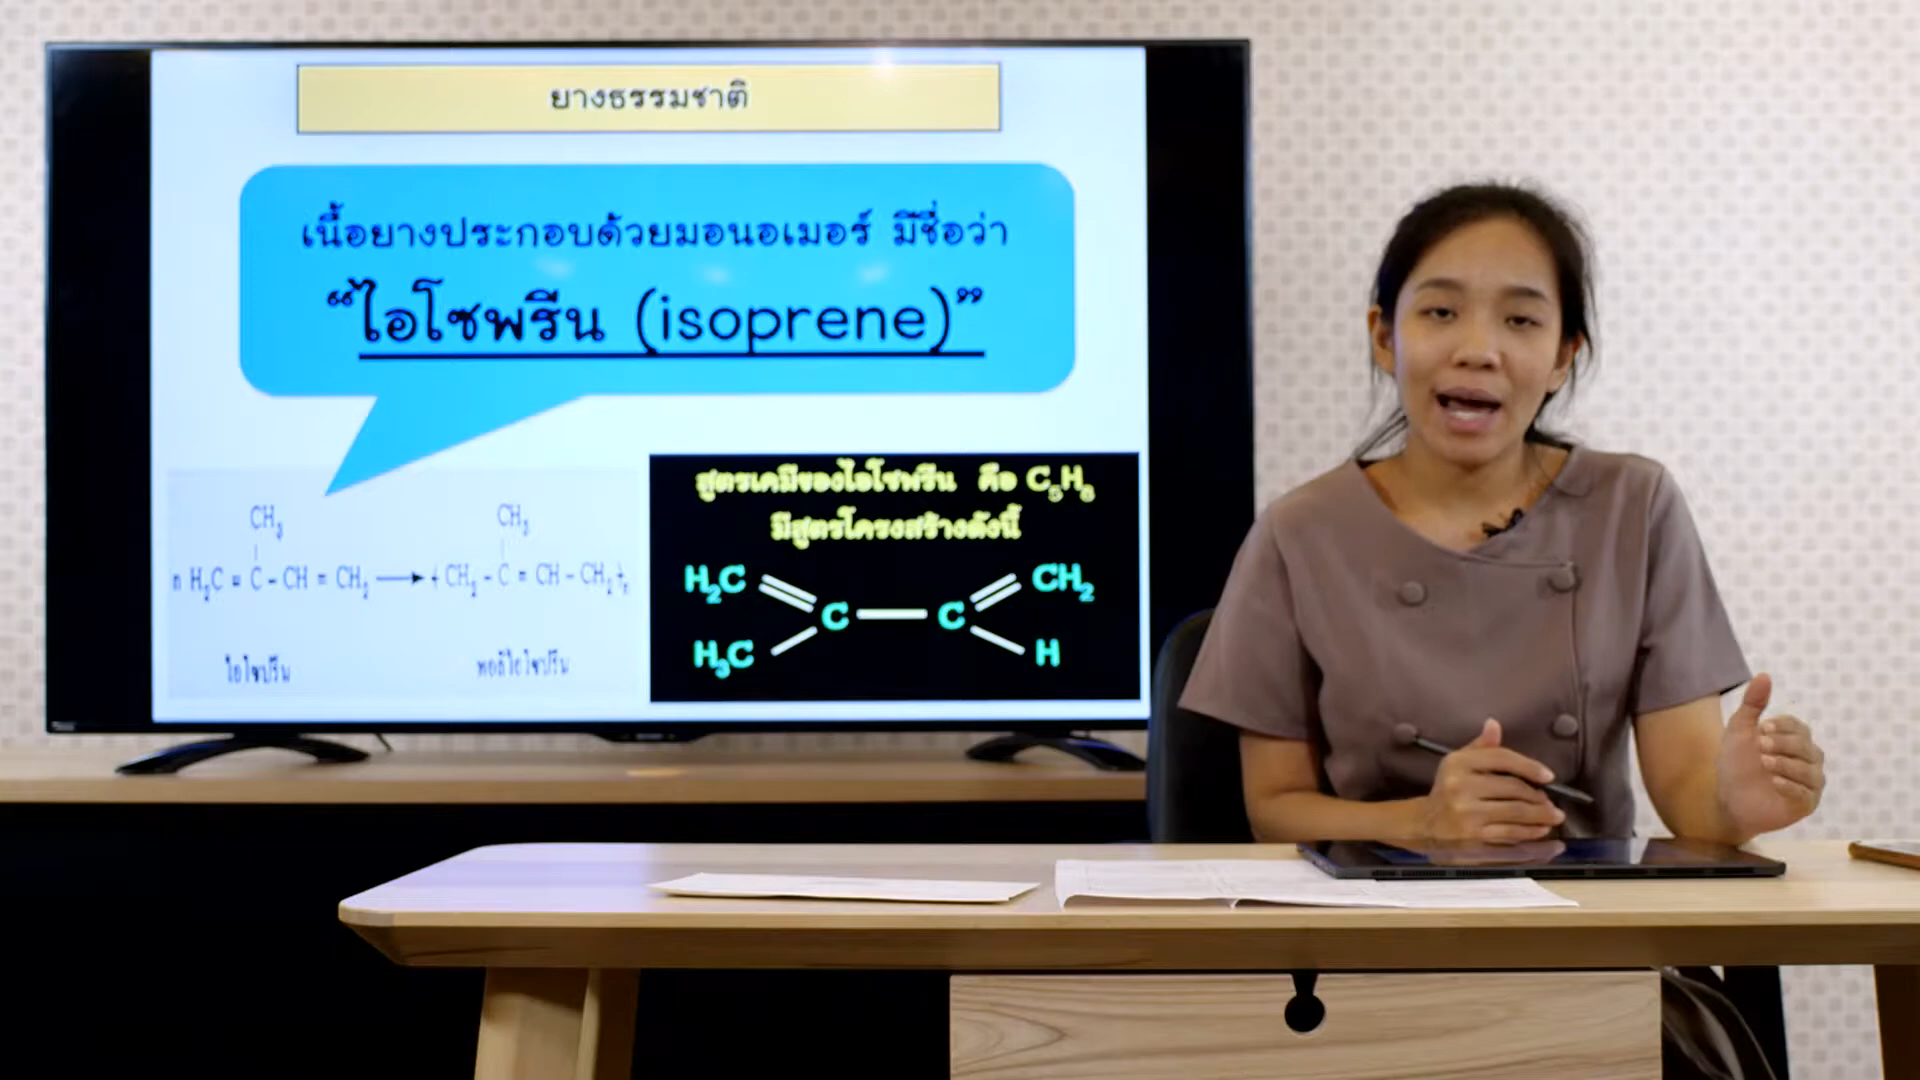 ยางธรรมชาติ
เนื้อยางประกอบด้วยมอนอเมอร์ มีชื่อว่า
“ไอโซพรีน (isoprene)”
CH₃ CH₃
n H₂C = C - CH = CH₂ → ( CH₂ - C = CH - CH₂ )ₙ
ไอโซปรีน พอลิไอโซปรีน
สูตรเคมีของไอโซพรีน คือ C₅H₈
มีสูตรโครงสร้างดังนี้
H₂C CH₂
C C
H₃C H